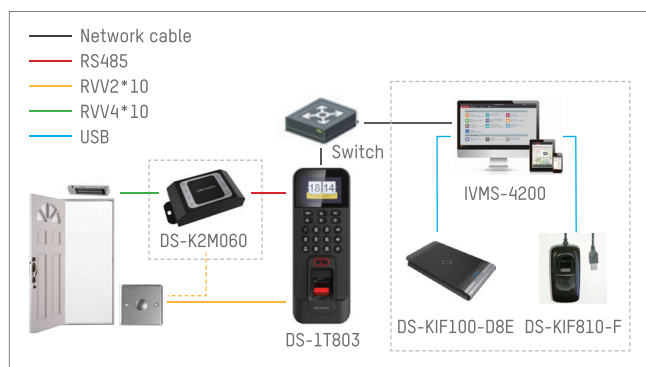 Network cable
RS485
RVV2*10
RVV4*10
USB
Switch
18 14
IVMS-4200
DS-K2M060
DS-KIF100-D8E
DS-KIF810-F
DS-1T803